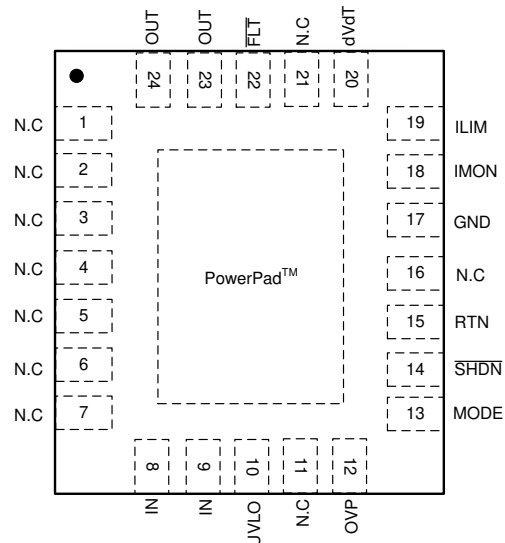 OUT OUT FLT N.C dVdT
24 23 22 21 20
N.C 1 19 ILIM
N.C 2 18 IMON
N.C 3 17 GND
N.C 4 16 N.C
PowerPad™
N.C 5 15 RTN
N.C 6 14 SHDN
N.C 7 13 MODE
8 9 10 11 12
IN IN UVLO N.C OVP